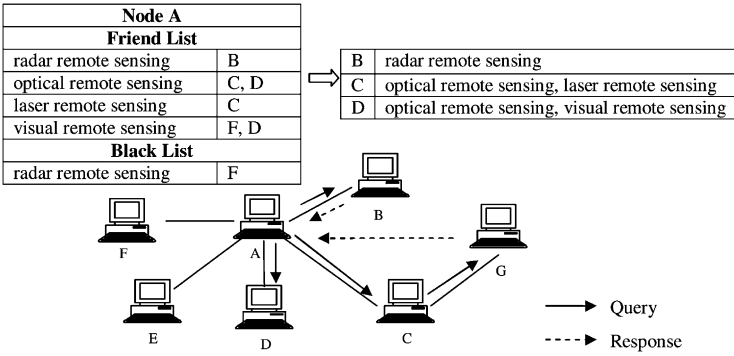 Node A
Friend List
radar remote sensing B
optical remote sensing C, D
laser remote sensing C
visual remote sensing F, D
Black List
radar remote sensing F
B radar remote sensing
C optical remote sensing, laser remote sensing
D optical remote sensing, visual remote sensing
B
F
A
G
E
D
C
Query
Response